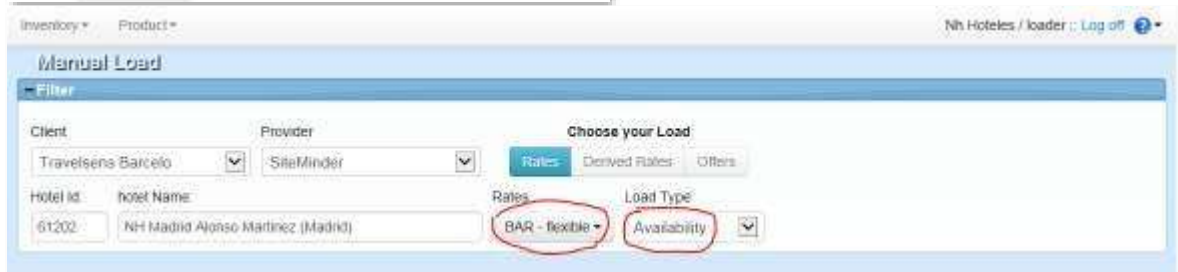 Inventory Product Nh Hoteles / loader :: Log off ?
Manual Load
Filter
Client Provider Choose your Load
Travelsens Barcelo SiteMinder Rates Derived Rates Offers
Hotel Id: hotel Name: Rates Load Type
61202 NH Madrid Alonso Martinez (Madrid) BAR - flexible Availability